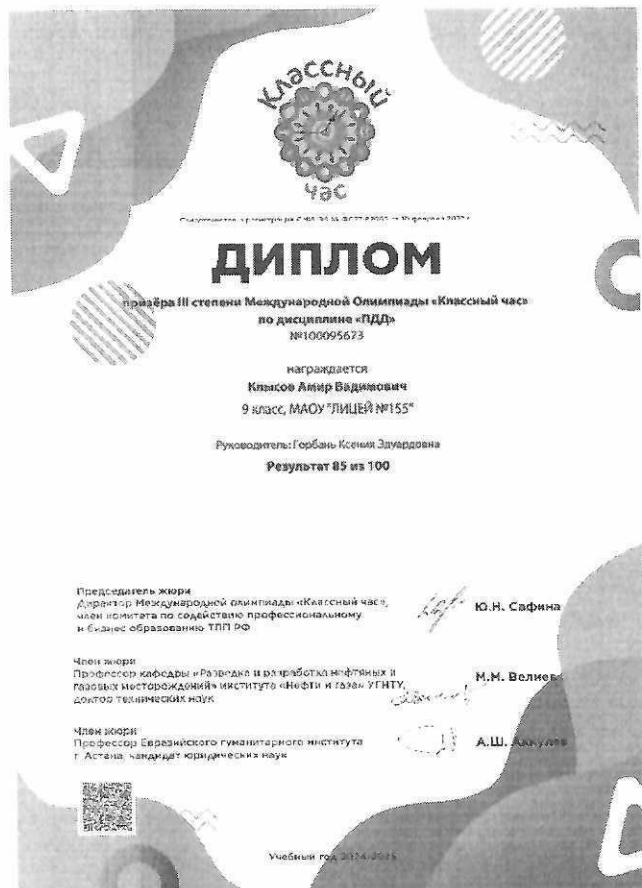 Классный
час
ДИПЛОМ
призёра III степени Международной Олимпиады «Классный час»
по дисциплине «ПДД»
№100095673
награждается
Клысов Амир Вадимович
9 класс, МАОУ "ЛИЦЕЙ №155"
Руководитель: Горбань Ксения Эдуардовна
Результат 85 из 100
Председатель жюри
Директор Международной олимпиады «Классный час»,
член комитета по содействию профессиональному
и бизнес образованию ТПП РФ
Ю.Н. Сафина
Член жюри
Профессор кафедры «Разведка и разработка нефтяных и
газовых месторождений» института «Нефти и газа» УГНТУ,
доктор технических наук
М.М. Велиев
Член жюри
Профессор Евразийского гуманитарного института
г. Астана, кандидат юридических наук
А.Ш. Аккулев
Учебный год 2024-2025